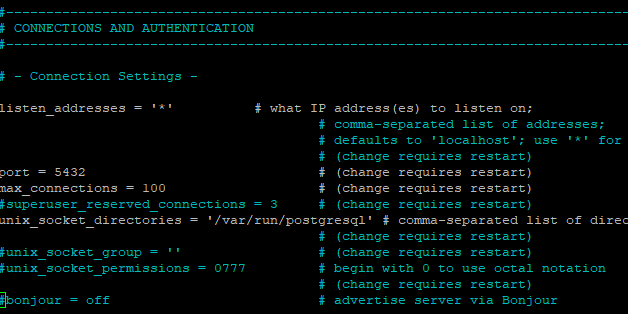 #------------------------------------------------------------------------------
# CONNECTIONS AND AUTHENTICATION
#------------------------------------------------------------------------------

# - Connection Settings -

listen_addresses = '*'          # what IP address(es) to listen on;
                                        # comma-separated list of addresses;
                                        # defaults to 'localhost'; use '*' for
                                        # (change requires restart)
port = 5432                             # (change requires restart)
max_connections = 100                   # (change requires restart)
#superuser_reserved_connections = 3     # (change requires restart)
unix_socket_directories = '/var/run/postgresql' # comma-separated list of direc
                                        # (change requires restart)
#unix_socket_group = ''                 # (change requires restart)
#unix_socket_permissions = 0777         # begin with 0 to use octal notation
                                        # (change requires restart)
#bonjour = off                          # advertise server via Bonjour